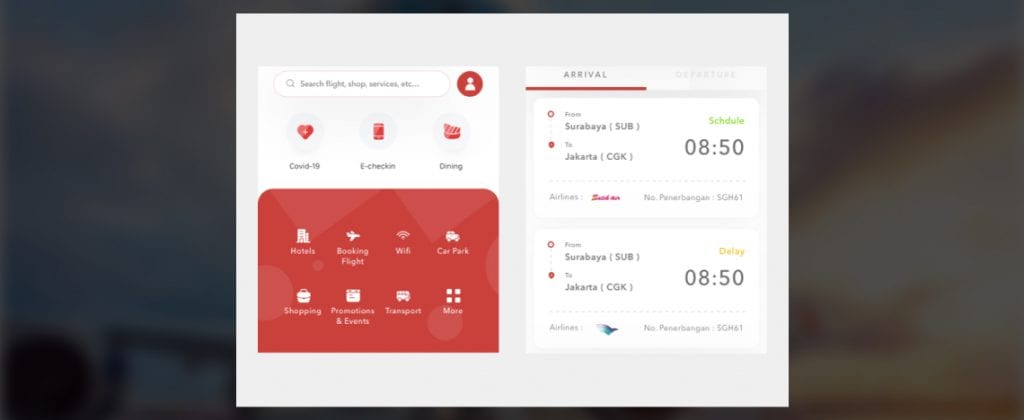 Search flight, shop, services, etc...
Covid-19
E-checkin
Dining
Hotels
Booking
Flight
Wifi
Car Park
Shopping
Promotions
& Events
Transport
More
ARRIVAL
DEPARTURE
From
Surabaya ( SUB )
Schdule
To
Jakarta ( CGK )
08:50
Airlines :
Batik air
No. Penerbangan : SGH61
From
Surabaya ( SUB )
Delay
To
Jakarta ( CGK )
08:50
Airlines :
No. Penerbangan : SGH61